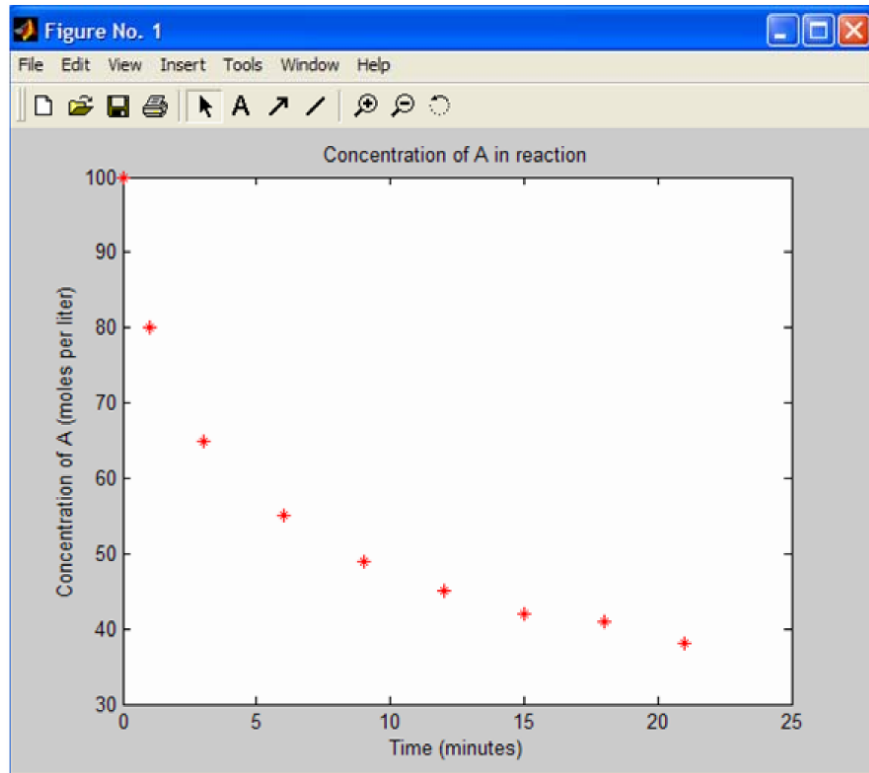 Figure No. 1
File Edit View Insert Tools Window Help
A
Concentration of A in reaction
100
90
80
70
60
50
40
30
Concentration of A (moles per liter)
0 5 10 15 20 25
Time (minutes)